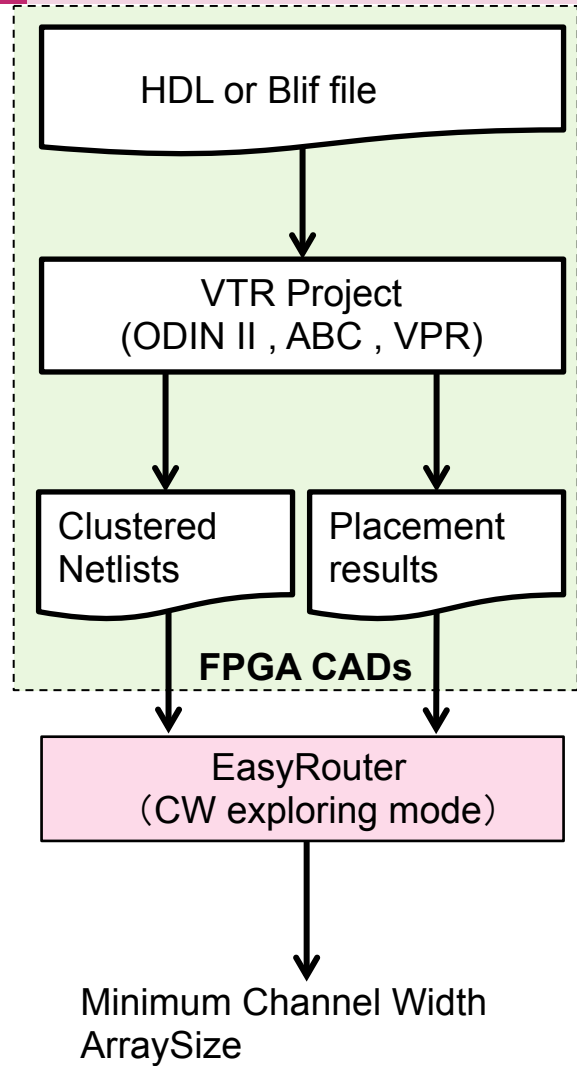 HDL or Blif file
VTR Project
(ODIN II , ABC , VPR)
Clustered
Netlists
Placement
results
FPGA CADs
EasyRouter
（CW exploring mode）
Minimum Channel Width
ArraySize